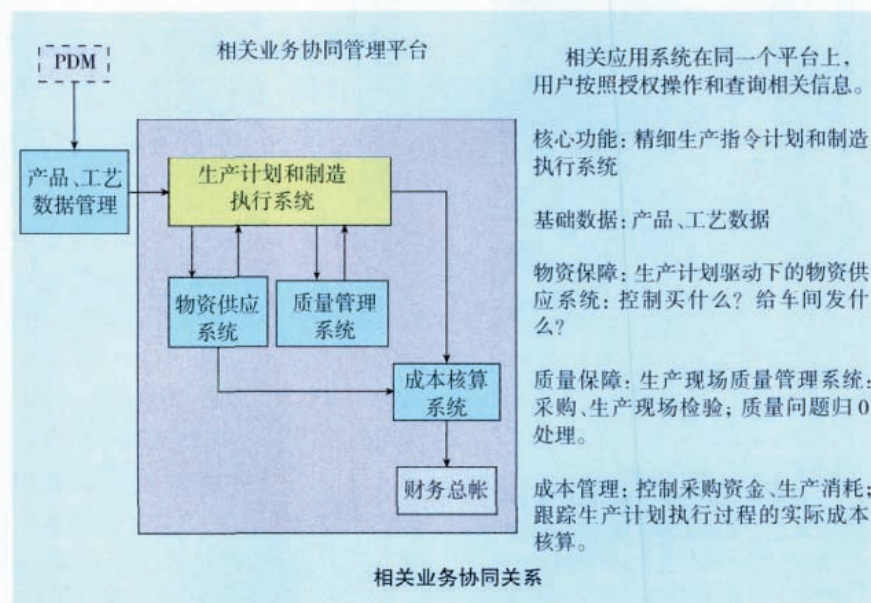 相关业务协同管理平台
PDM
产品、工艺
数据管理
生产计划和制造
执行系统
物资供应
系统
质量管理
系统
成本核算
系统
财务总帐
相关应用系统在同一个平台上,
用户按照授权操作和查询相关信息。
核心功能: 精细生产指令计划和制造
执行系统
基础数据: 产品、工艺数据
物资保障: 生产计划驱动下的物资供
应系统: 控制买什么? 给车间发什
么?
质量保障: 生产现场质量管理系统:
采购、生产现场检验; 质量问题归0
处理。
成本管理: 控制采购资金、生产消耗;
跟踪生产计划执行过程的实际成本
核算。
相关业务协同关系